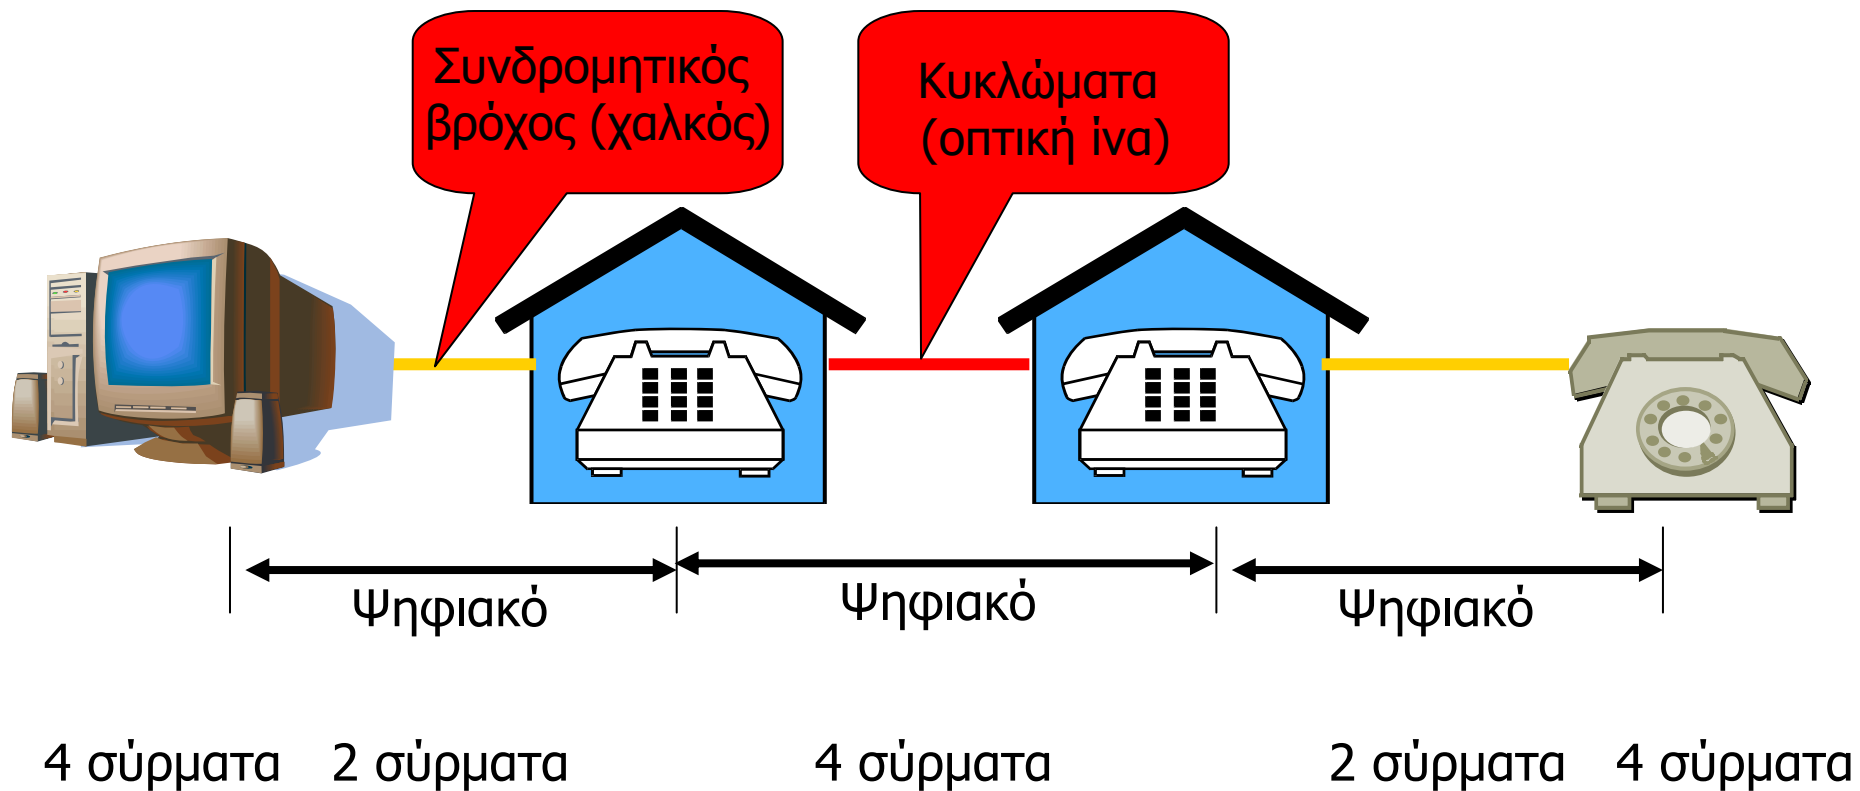 Συνδρομητικός
βρόχος (χαλκός)
Κυκλώματα
(οπτική ίνα)
Ψηφιακό
Ψηφιακό
Ψηφιακό
4 σύρματα
2 σύρματα
4 σύρματα
2 σύρματα
4 σύρματα